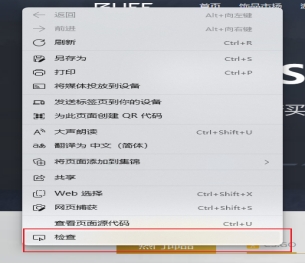 BUFF
首页
饰品市场
返回 Alt+向左键
前进 Alt+向右键
刷新 Ctrl+R
另存为 Ctrl+S
打印 Ctrl+P
将媒体投放到设备
发送标签页到你的设备
为此页面创建 QR 代码
大声朗读 Ctrl+Shift+U
翻译为 中文 (简体)
将页面添加到集锦
共享
Web 选择 Ctrl+Shift+X
网页捕获 Ctrl+Shift+S
查看页面源代码 Ctrl+U
检查
S
买